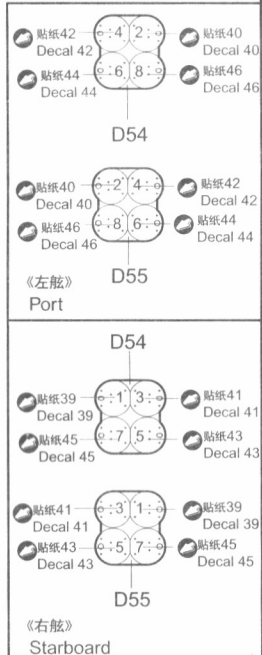 贴纸42 4 2 贴纸40
Decal 42 Decal 40
贴纸44 6 8 贴纸46
Decal 44 Decal 46
D54
贴纸40 2 4 贴纸42
Decal 40 Decal 42
贴纸46 8 6 贴纸44
Decal 46 Decal 44
D55
《左舷》
Port
D54
贴纸39 1 3 贴纸41
Decal 39 Decal 41
贴纸45 7 5 贴纸43
Decal 45 Decal 43
贴纸41 3 1 贴纸39
Decal 41 Decal 39
贴纸43 5 7 贴纸45
Decal 43 Decal 45
D55
《右舷》
Starboard